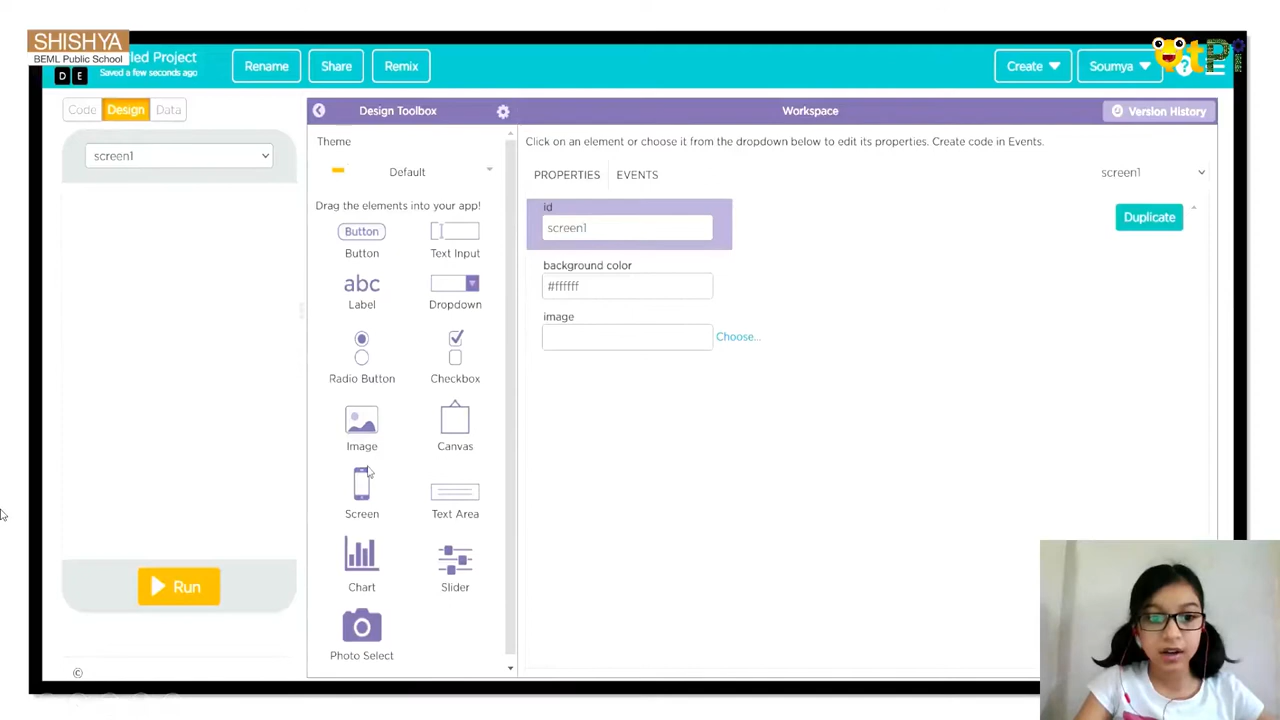 SHISHYA
BEML Public School
led Project
Saved a few seconds ago
D E
Rename
Share
Remix
Create
Soumya
?
Code
Design
Data
Design Toolbox
Workspace
Version History
screen1
Theme
Default
Drag the elements into your app!
Button
Button
Text Input
abc
Label
Dropdown
Radio Button
Checkbox
Image
Canvas
Screen
Text Area
Chart
Slider
Photo Select
Click on an element or choose it from the dropdown below to edit its properties. Create code in Events.
PROPERTIES
EVENTS
screen1
id
screen1
Duplicate
background color
#ffffff
image
Choose...
Run
©